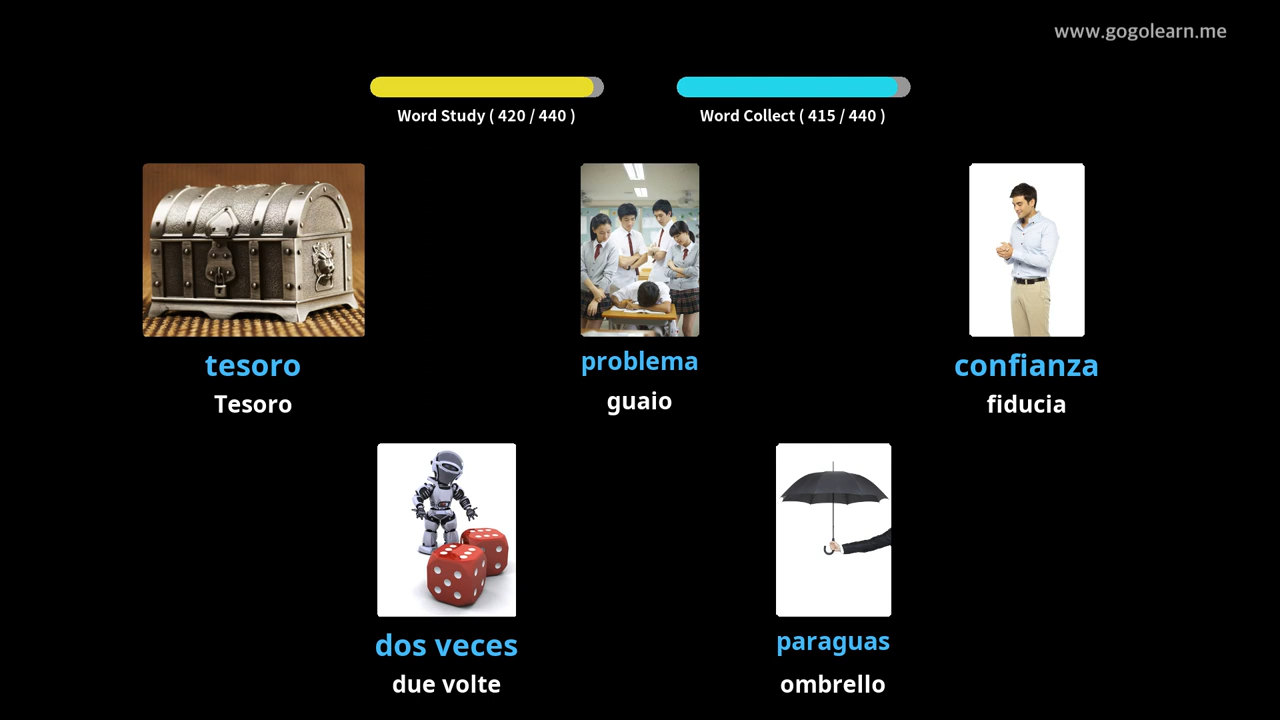 www.gogolearn.me
Word Study ( 420 / 440 )
Word Collect ( 415 / 440 )
tesoro
Tesoro
problema
guaio
confianza
fiducia
dos veces
due volte
paraguas
ombrello